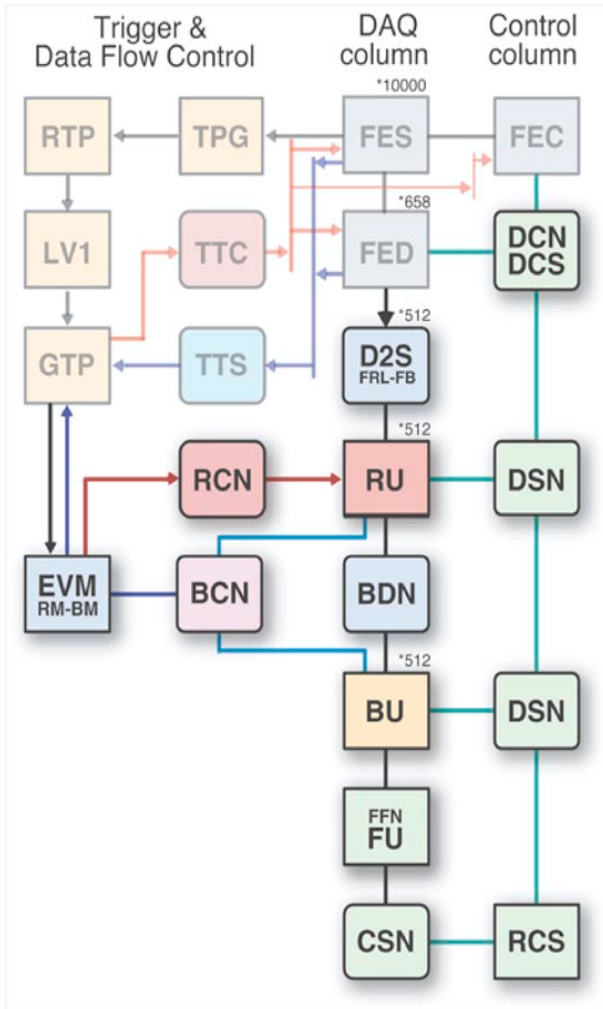 Trigger &
Data Flow Control
DAQ
column
Control
column
*10000
RTP
TPG
FES
FEC
*658
LV1
TTC
FED
DCN
DCS
*512
GTP
TTS
D2S
FRL-FB
*512
RCN
RU
DSN
EVM
RM-BM
BCN
BDN
*512
BU
DSN
FFN
FU
CSN
RCS